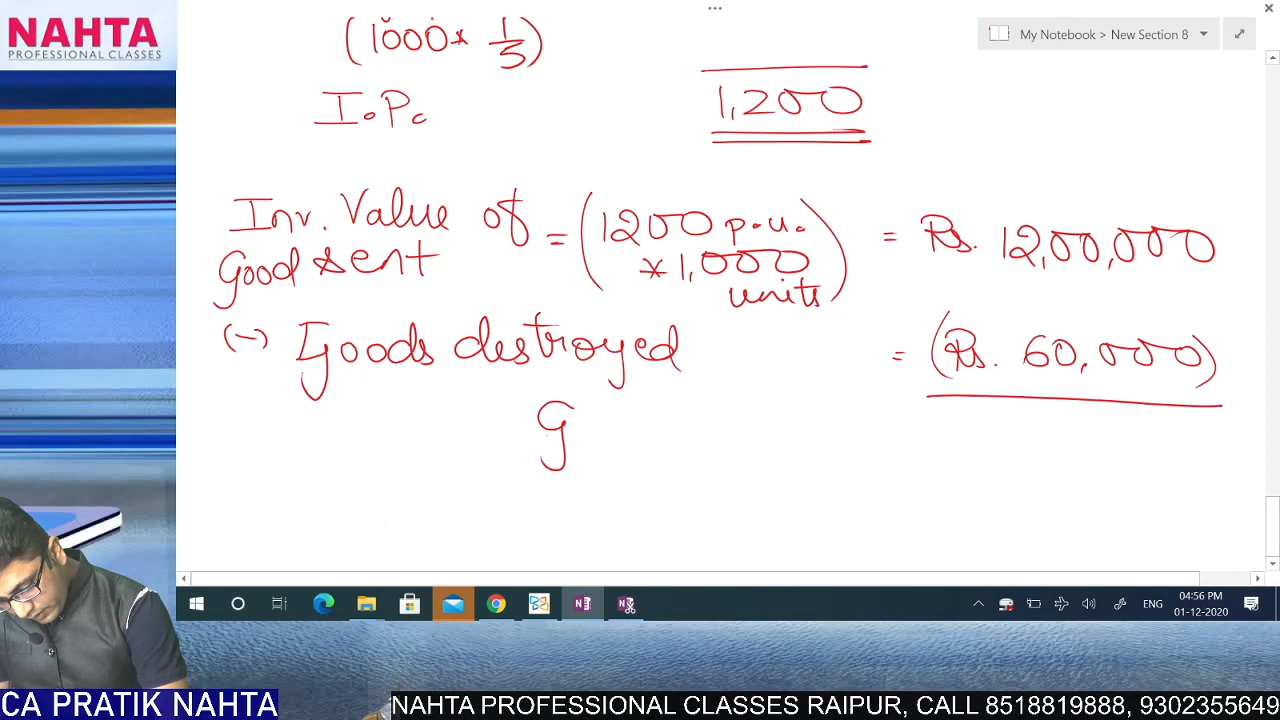 NAHTA
PROFESSIONAL CLASSES
My Notebook > New Section 8
(1000* 1/5)
I.P.
1,200
Inv. Value of good sent = (1200 p.u. *1,000 units) = Rs. 12,00,000
(-) Goods destroyed = (Rs. 60,000)
G
ENG
04:56 PM
01-12-2020
CA PRATIK NAHTA
NAHTA PROFESSIONAL CLASSES RAIPUR, CALL 8518819888, 9302355649